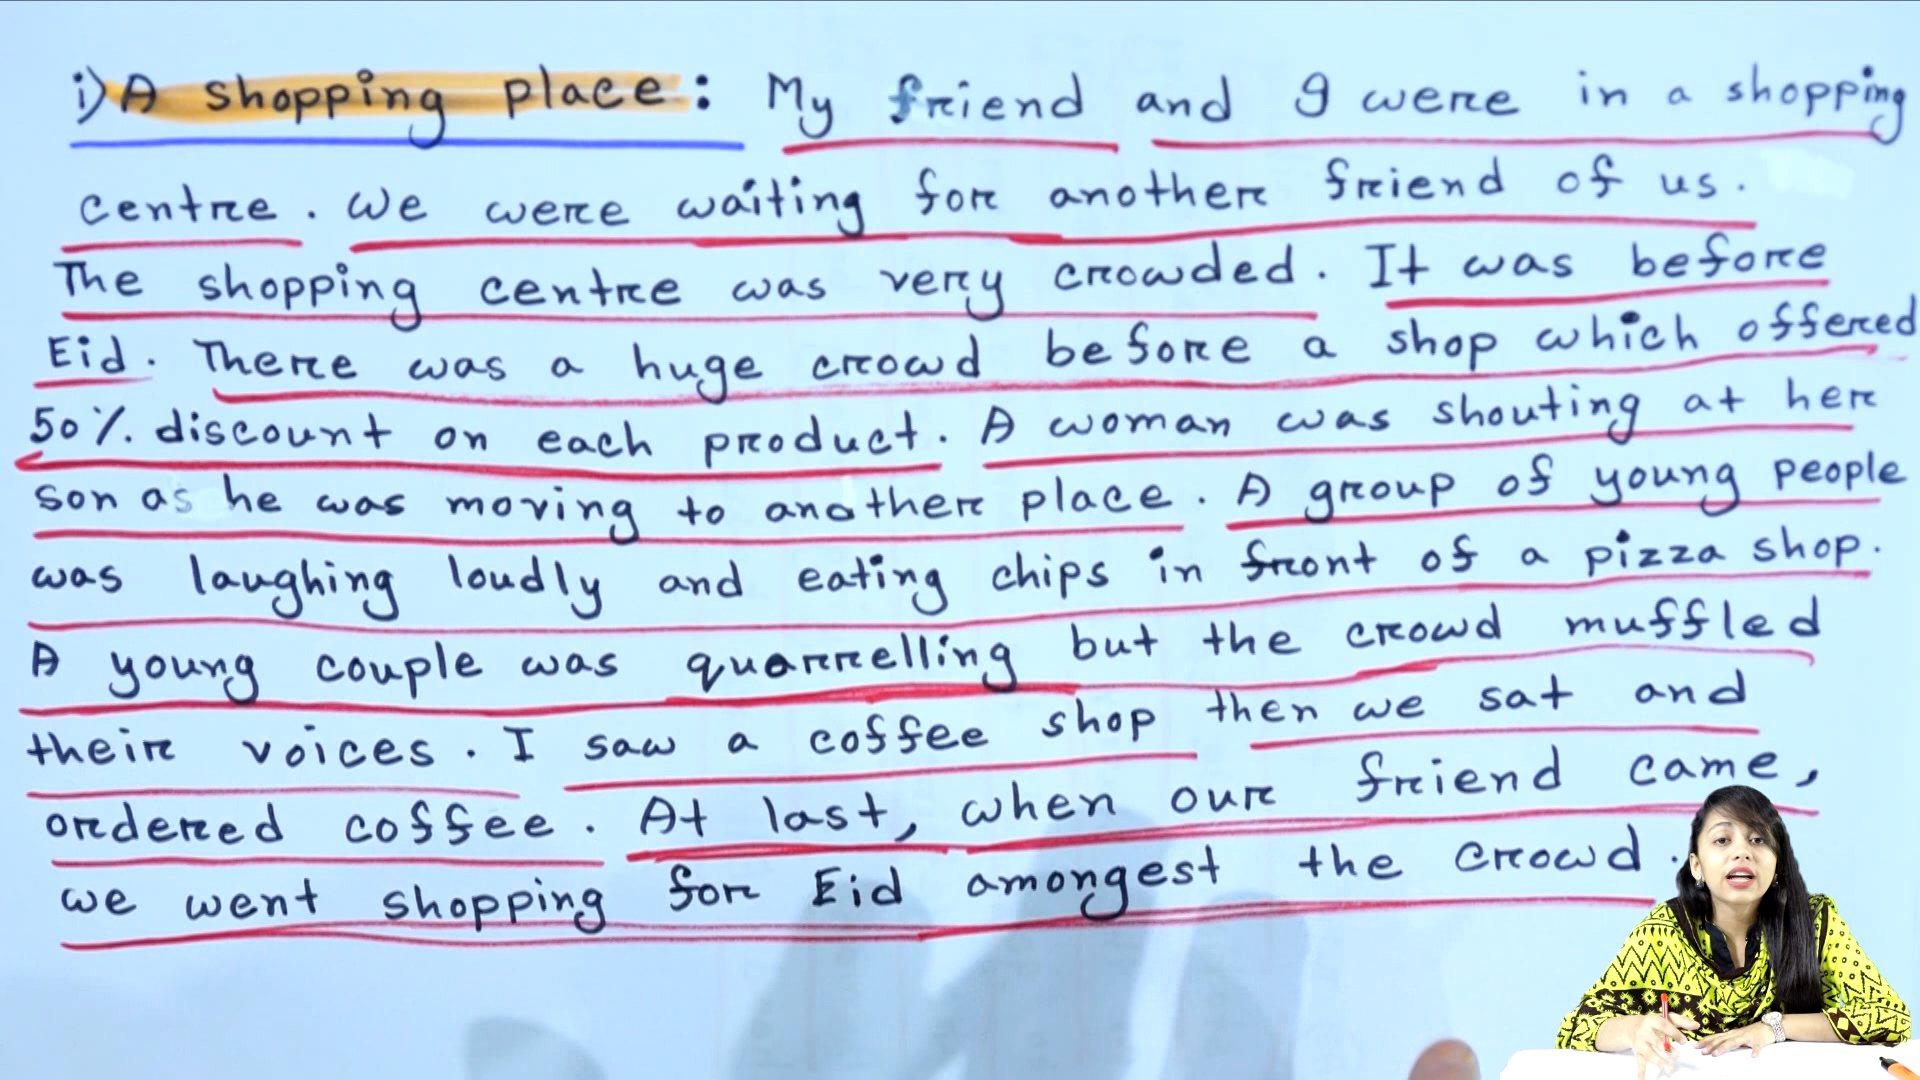 i) A shopping place: My friend and I were in a shopping
centre. We were waiting for another friend of us.
The shopping centre was very crowded. It was before
Eid. There was a huge crowd before a shop which offered
50% discount on each product. A woman was shouting at her
son as he was moving to another place. A group of young people
was laughing loudly and eating chips in front of a pizza shop.
A young couple was quarrelling but the crowd muffled
their voices. I saw a coffee shop then we sat and
ordered coffee. At last, when our friend came,
we went shopping for Eid amongest the crowd.